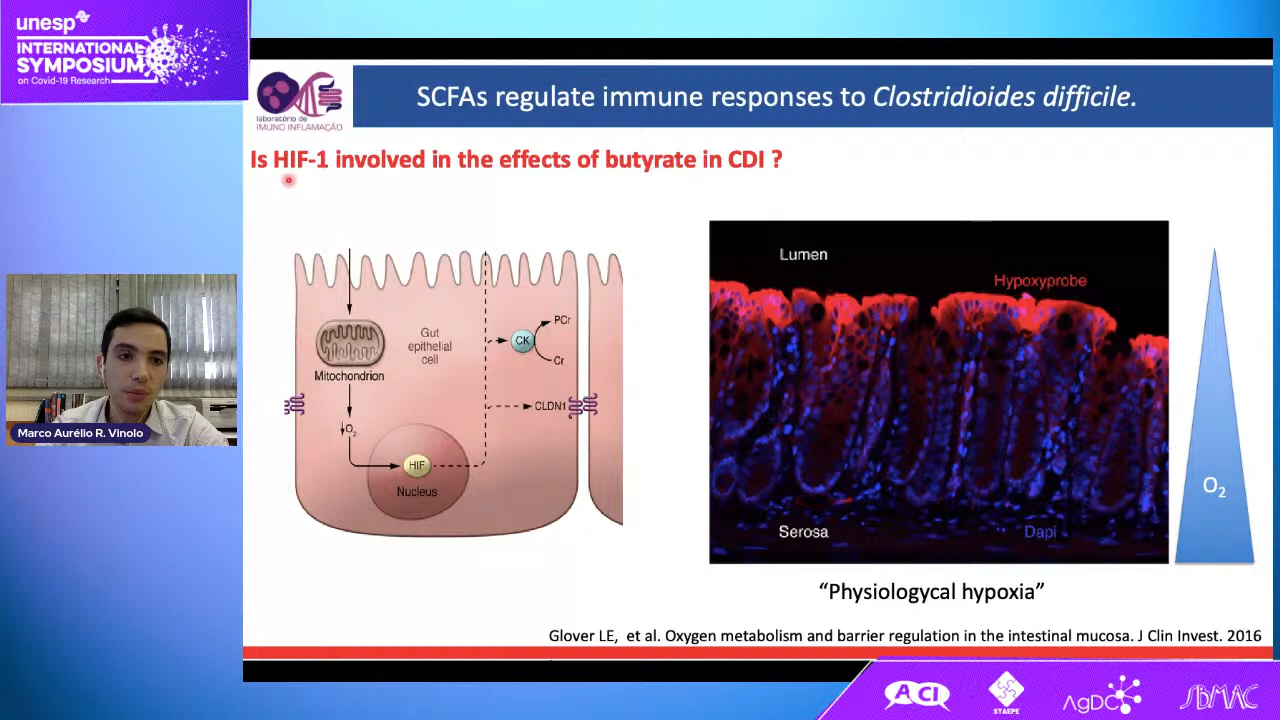 unesp
INTERNATIONAL
SYMPOSIUM
on Covid-19 Research
laboratório de
IMUNO INFLAMAÇÃO
SCFAs regulate immune responses to Clostridioides difficile.
Is HIF-1 involved in the effects of butyrate in CDI ?
Gut
epithelial
cell
Mitochondrion
O2
HIF
Nucleus
CK
PCr
Cr
CLDN1
Lumen
Hypoxyprobe
Serosa
Dapi
O2
"Physiologycal hypoxia"
Glover LE, et al. Oxygen metabolism and barrier regulation in the intestinal mucosa. J Clin Invest. 2016
Marco Aurélio R. Vinolo
ACI
STAEPE
AgDC
SBMAC